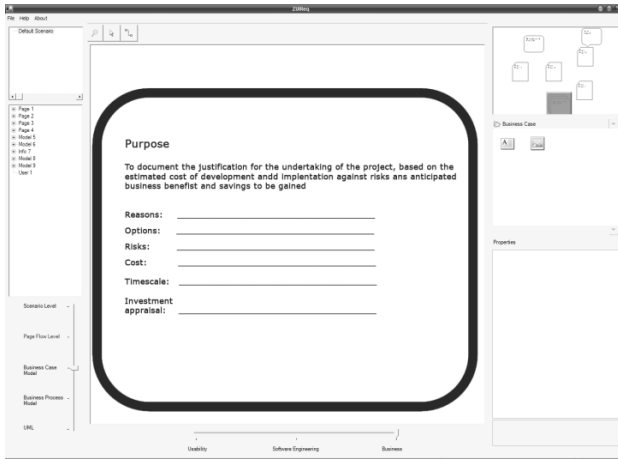 ZUIReq
File Help About
Default Scenario
Page 1
Page 2
Page 3
Page 4
Model 5
Model 6
Info 7
Model 8
Model 9
User 1
Scenario Level
Page Flow Level
Business Case
Model
Business Process
Model
UML
Purpose
To document the justification for the undertaking of the project, based on the
estimated cost of development andd implentation against risks ans anticipated
business benefist and savings to be gained
Reasons:
Options:
Risks:
Cost:
Timescale:
Investment
appraisal:
Usability
Software Engineering
Business
Business Case
Properties